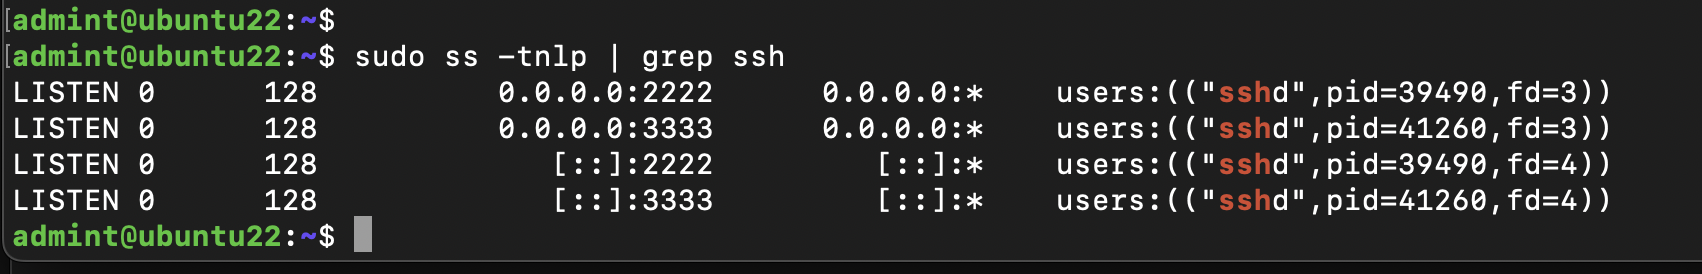 [admint@ubuntu22:~$
[admint@ubuntu22:~$ sudo ss -tnlp | grep ssh
LISTEN 0      128          0.0.0.0:2222      0.0.0.0:*    users:(("sshd",pid=39490,fd=3))
LISTEN 0      128          0.0.0.0:3333      0.0.0.0:*    users:(("sshd",pid=41260,fd=3))
LISTEN 0      128             [::]:2222         [::]:*    users:(("sshd",pid=39490,fd=4))
LISTEN 0      128             [::]:3333         [::]:*    users:(("sshd",pid=41260,fd=4))
admint@ubuntu22:~$